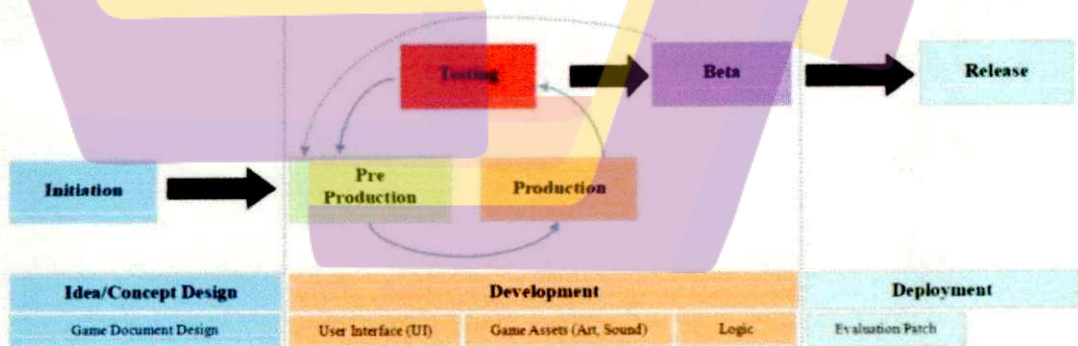 Testing
Beta
Release
Initiation
Pre
Production
Production
Idea/Concept Design
Development
Deployment
Game Document Design
User Interface (UI)
Game Assets (Art, Sound)
Logic
Evaluation Patch